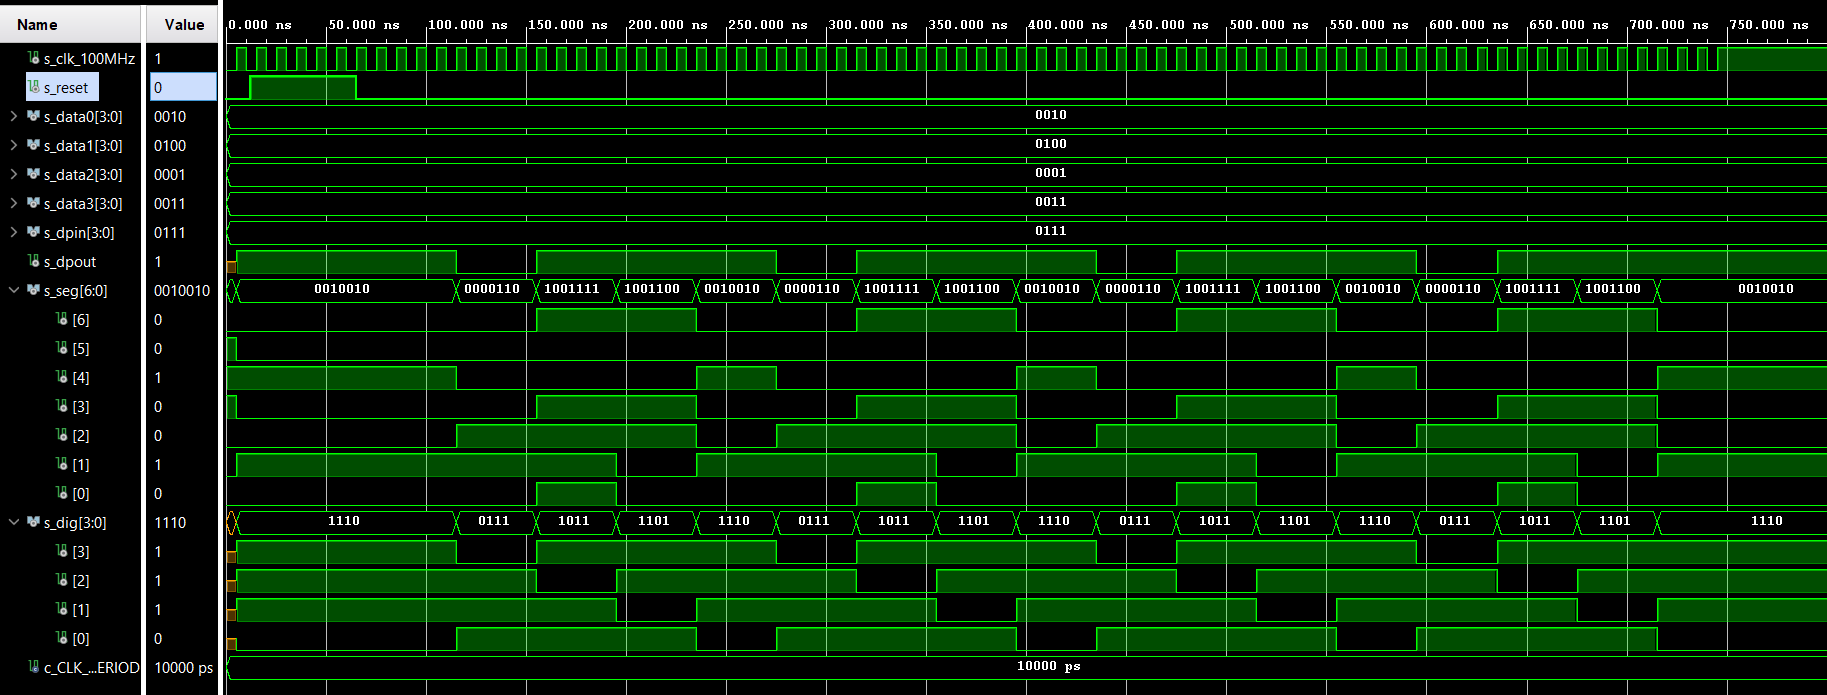 Name Value 0.000 ns 50.000 ns 100.000 ns 150.000 ns 200.000 ns 250.000 ns 300.000 ns 350.000 ns 400.000 ns 450.000 ns 500.000 ns 550.000 ns 600.000 ns 650.000 ns 700.000 ns 750.000 ns
s_clk_100MHz 1
s_reset 0
s_data0[3:0] 0010 0010
s_data1[3:0] 0100 0100
s_data2[3:0] 0001 0001
s_data3[3:0] 0011 0011
s_dpin[3:0] 0111 0111
s_dpout 1
s_seg[6:0] 0010010 0010010 0000110 1001111 1001100 0010010 0000110 1001111 1001100 0010010 0000110 1001111 1001100 0010010 0000110 1001111 1001100 0010010
[6] 0
[5] 0
[4] 1
[3] 0
[2] 0
[1] 1
[0] 0
s_dig[3:0] 1110 1110 0111 1011 1101 1110 0111 1011 1101 1110 0111 1011 1101 1110 0111 1011 1101 1110
[3] 1
[2] 1
[1] 1
[0] 0
c_CLK_...ERIOD 10000 ps 10000 ps